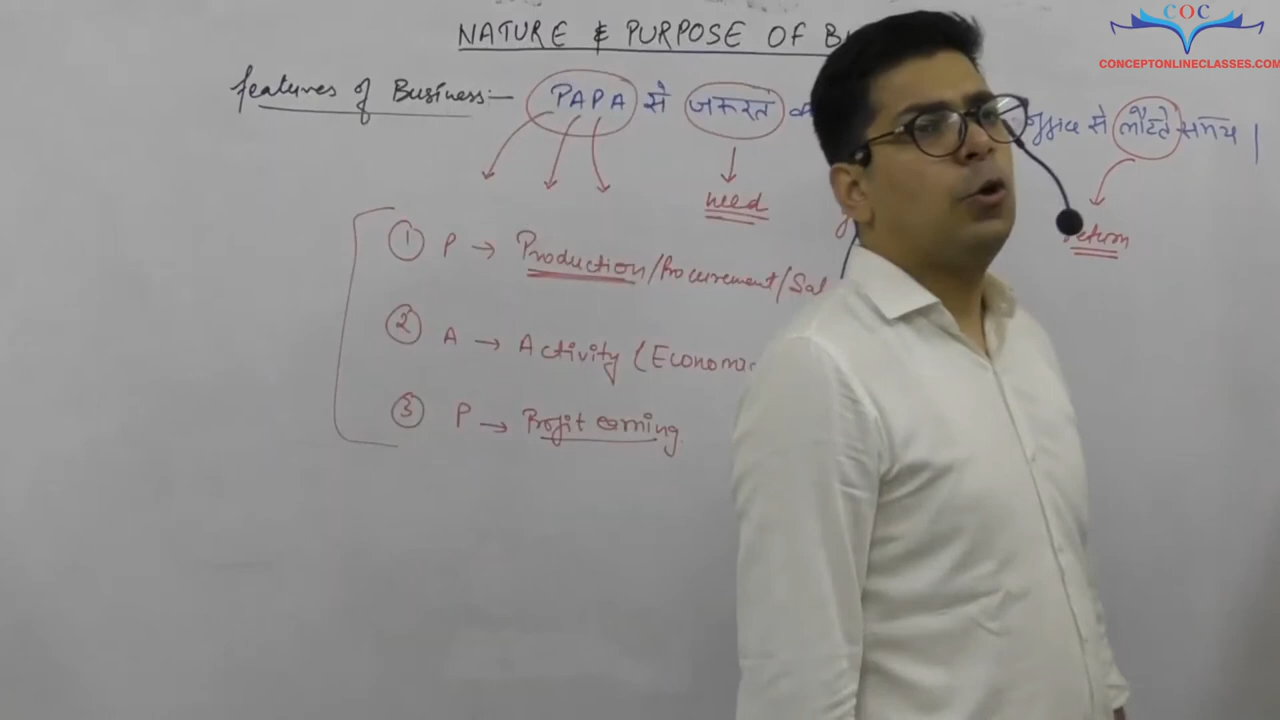 COC
CONCEPTONLINECLASSES.COM
NATURE & PURPOSE OF B
features of Business:- PAPA से जरूरत से लौटते समय |
need
return
① P → Production/Procurement/Sal
② A → Activity (Economic
③ P → Profit earning